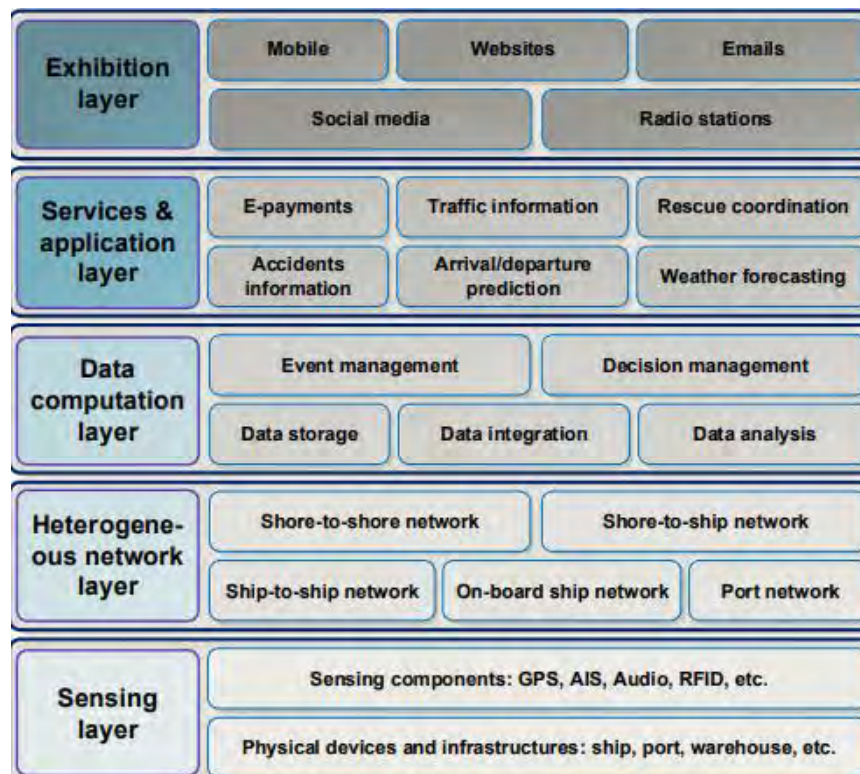 Exhibition
layer
Mobile
Websites
Emails
Social media
Radio stations
Services &
application
layer
E-payments
Traffic information
Rescue coordination
Accidents
information
Arrival/departure
prediction
Weather forecasting
Data
computation
layer
Event management
Decision management
Data storage
Data integration
Data analysis
Heterogene-
ous network
layer
Shore-to-shore network
Shore-to-ship network
Ship-to-ship network
On-board ship network
Port network
Sensing
layer
Sensing components: GPS, AIS, Audio, RFID, etc.
Physical devices and infrastructures: ship, port, warehouse, etc.